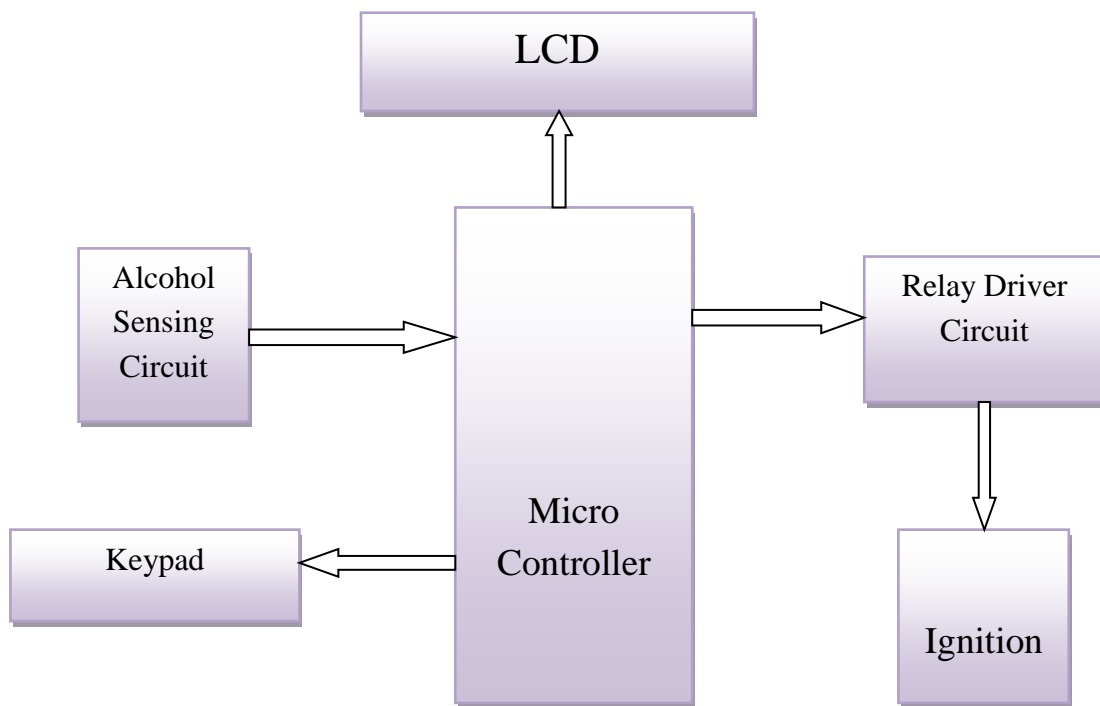 LCD
Alcohol
Sensing
Circuit
Relay Driver
Circuit
Micro
Controller
Keypad
Ignition